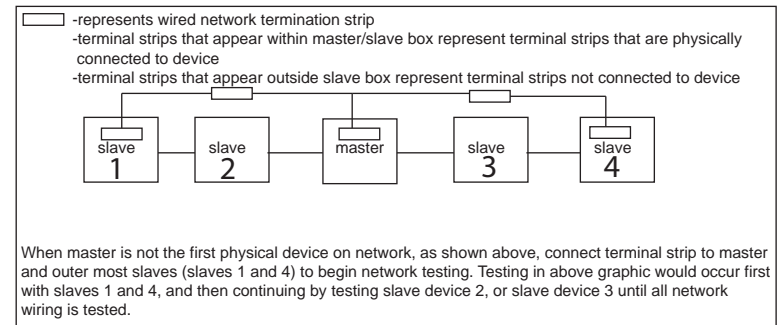 -represents wired network termination strip
-terminal strips that appear within master/slave box represent terminal strips that are physically
connected to device
-terminal strips that appear outside slave box represent terminal strips not connected to device
slave
1
slave
2
master
slave
3
slave
4
When master is not the first physical device on network, as shown above, connect terminal strip to master
and outer most slaves (slaves 1 and 4) to begin network testing. Testing in above graphic would occur first
with slaves 1 and 4, and then continuing by testing slave device 2, or slave device 3 until all network
wiring is tested.